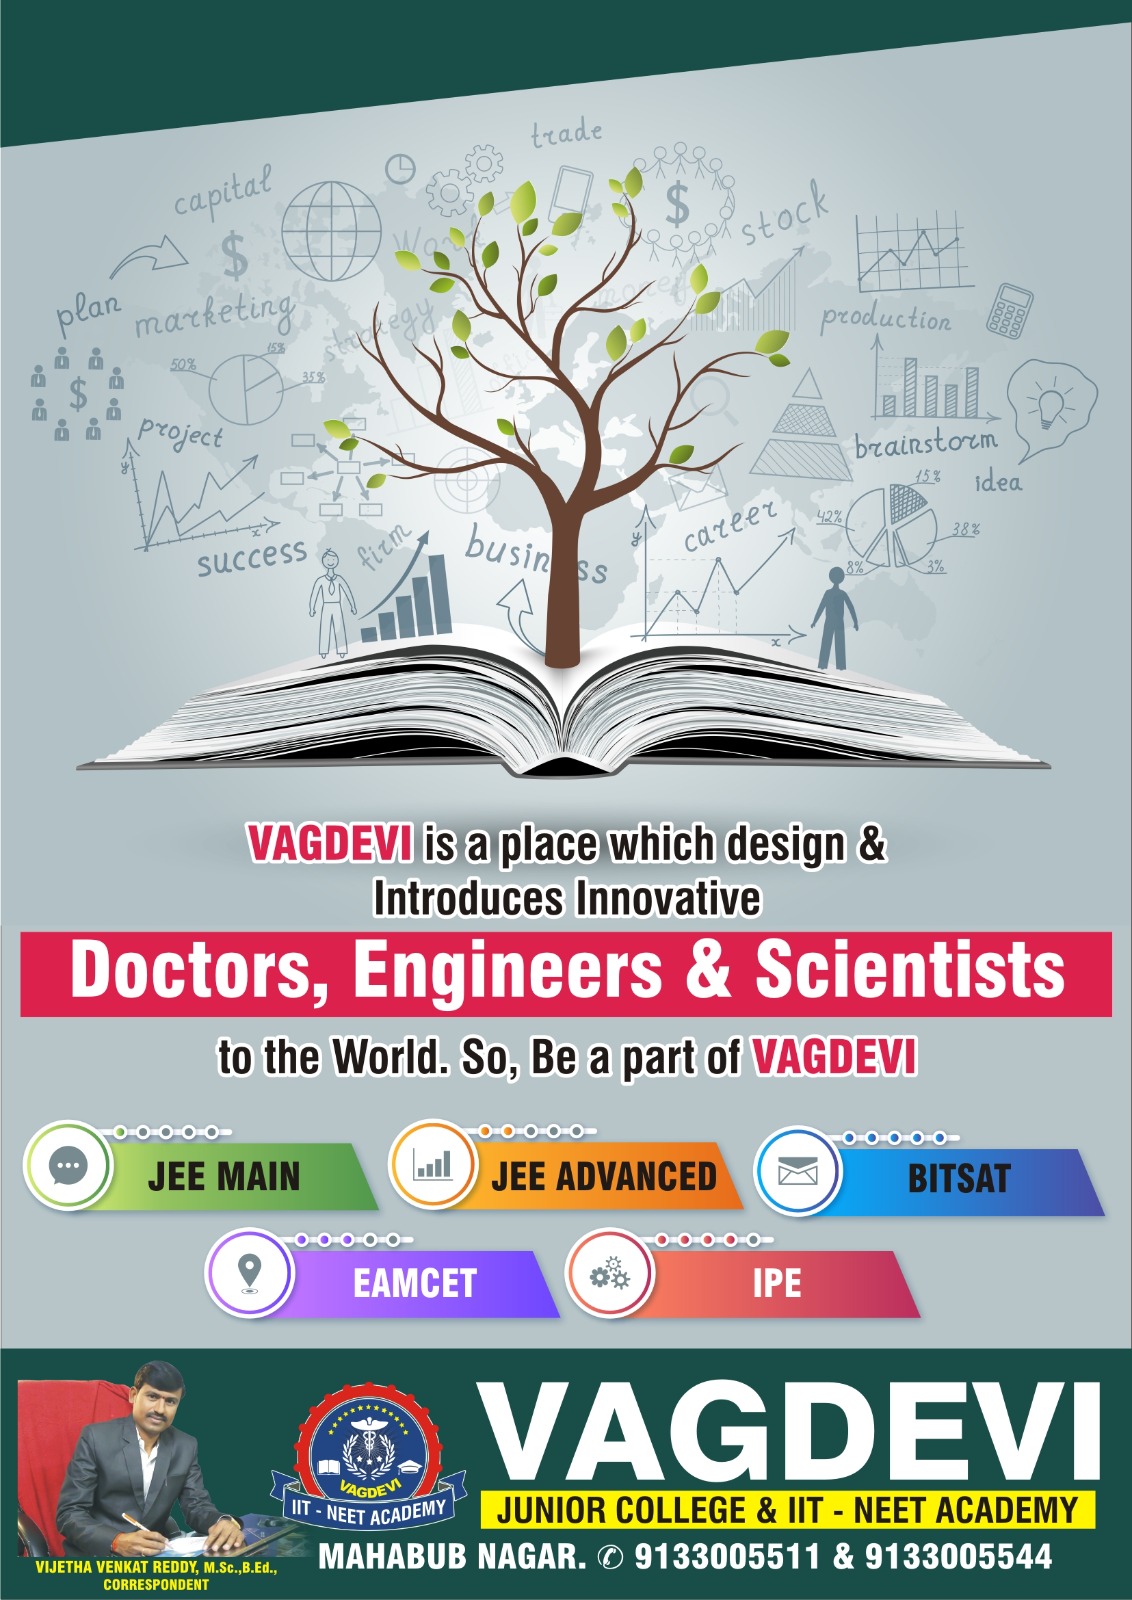 trade
capital
$
$
stock
Word
plan
marketing
strategy
money
production
50%
15%
35%
$
project
y
x
brainstorm
idea
15%
42%
38%
8%
3%
success
firm
business
career
y
x
VAGDEVI is a place which design &
Introduces Innovative
Doctors, Engineers & Scientists
to the World. So, Be a part of VAGDEVI
JEE MAIN
JEE ADVANCED
BITSAT
EAMCET
IPE
VAGDEVI
IIT - NEET ACADEMY
VAGDEVI
JUNIOR COLLEGE & IIT - NEET ACADEMY
MAHABUB NAGAR. ✆ 9133005511 & 9133005544
VIJETHA VENKAT REDDY, M.Sc.,B.Ed.,
CORRESPONDENT